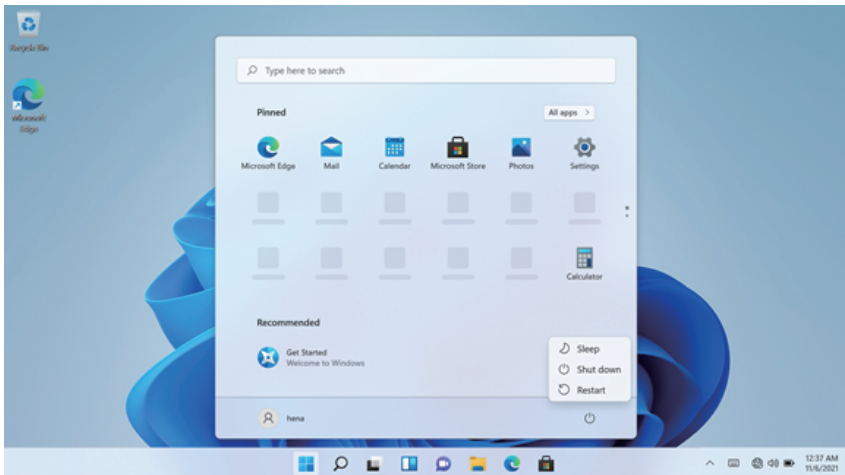 Recycle Bin
Microsoft
Edge
Type here to search
Pinned
All apps >
Microsoft Edge
Mail
Calendar
Microsoft Store
Photos
Settings
Calculator
Recommended
Get Started
Welcome to Windows
Sleep
Shut down
Restart
hena
12:37 AM
11/6/2021